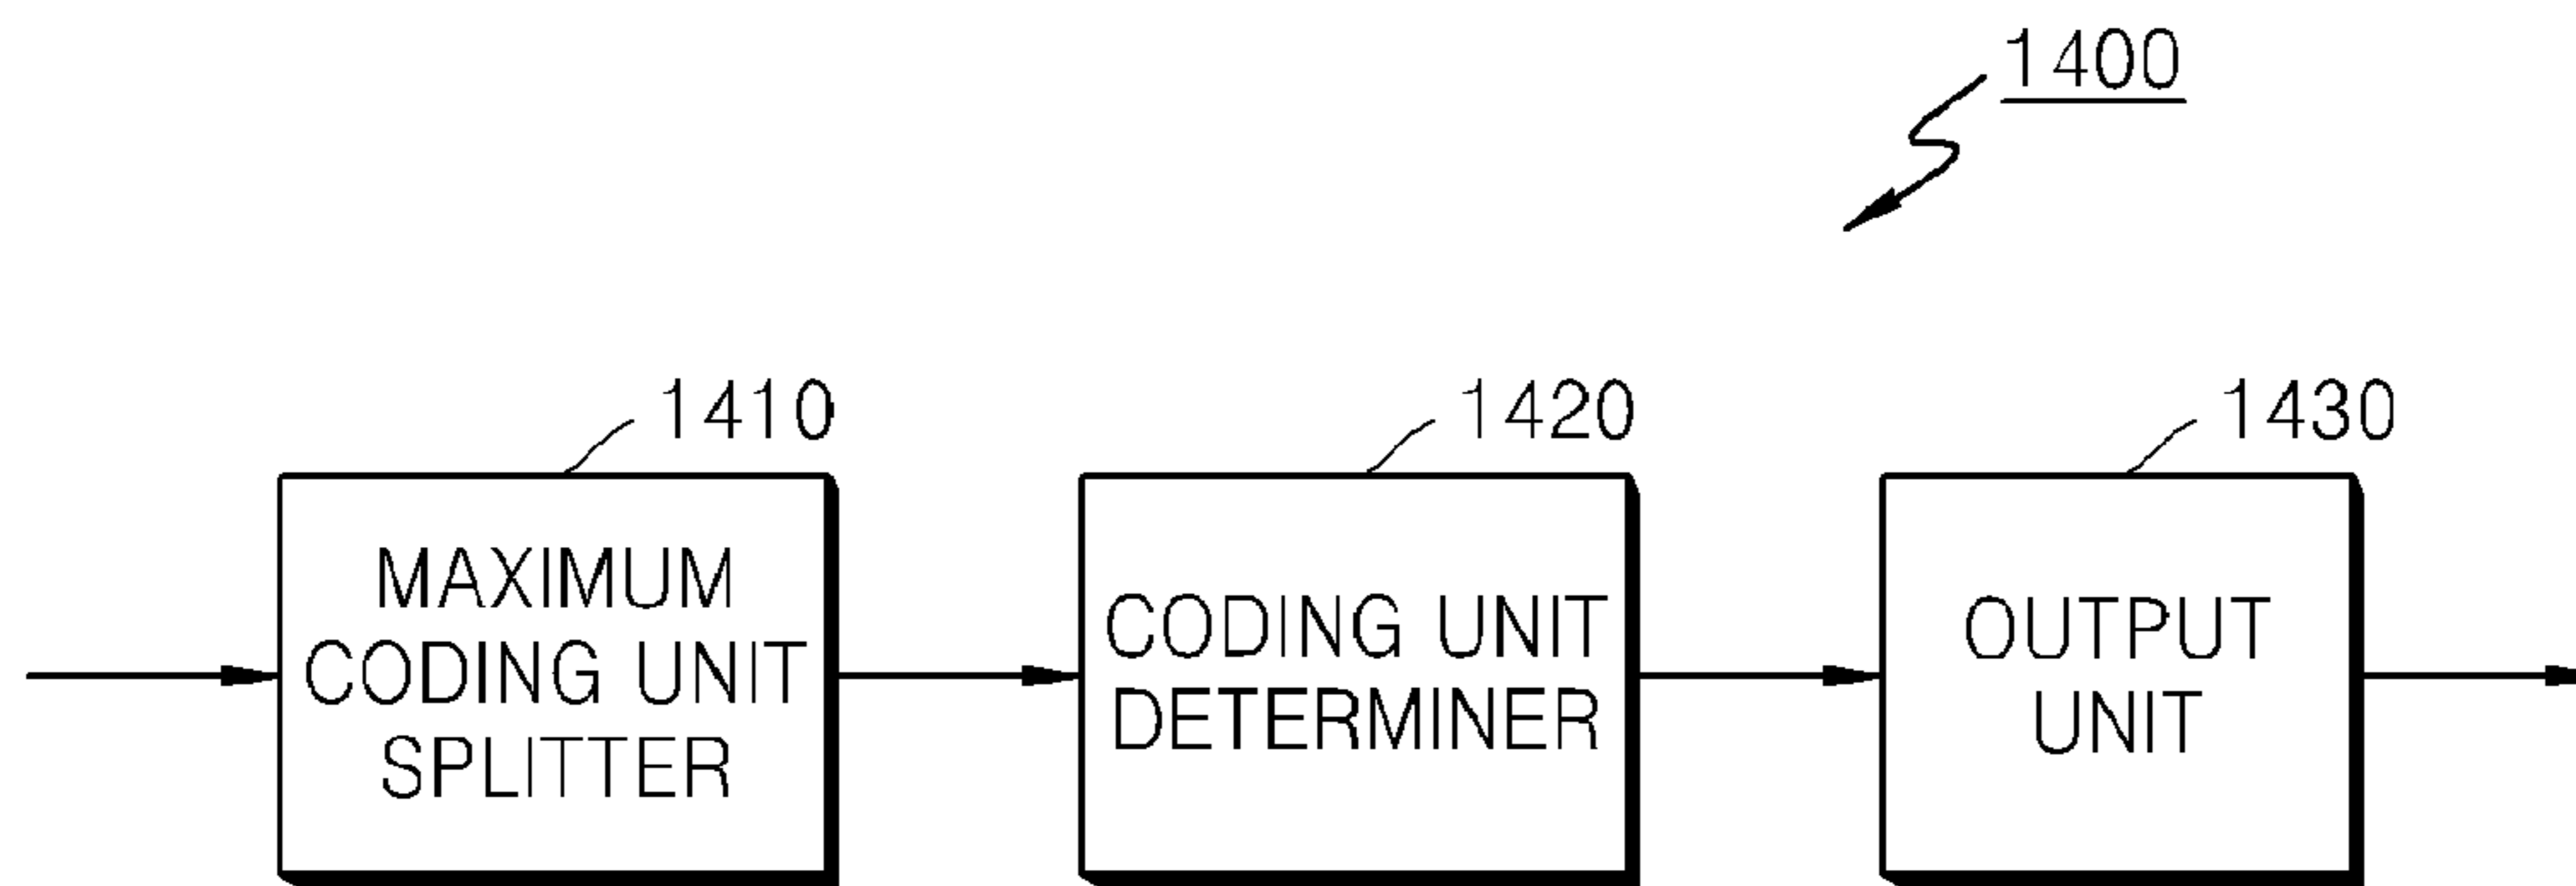 1400
1410
1420
1430
MAXIMUM
CODING UNIT
SPLITTER
CODING UNIT
DETERMINER
OUTPUT
UNIT